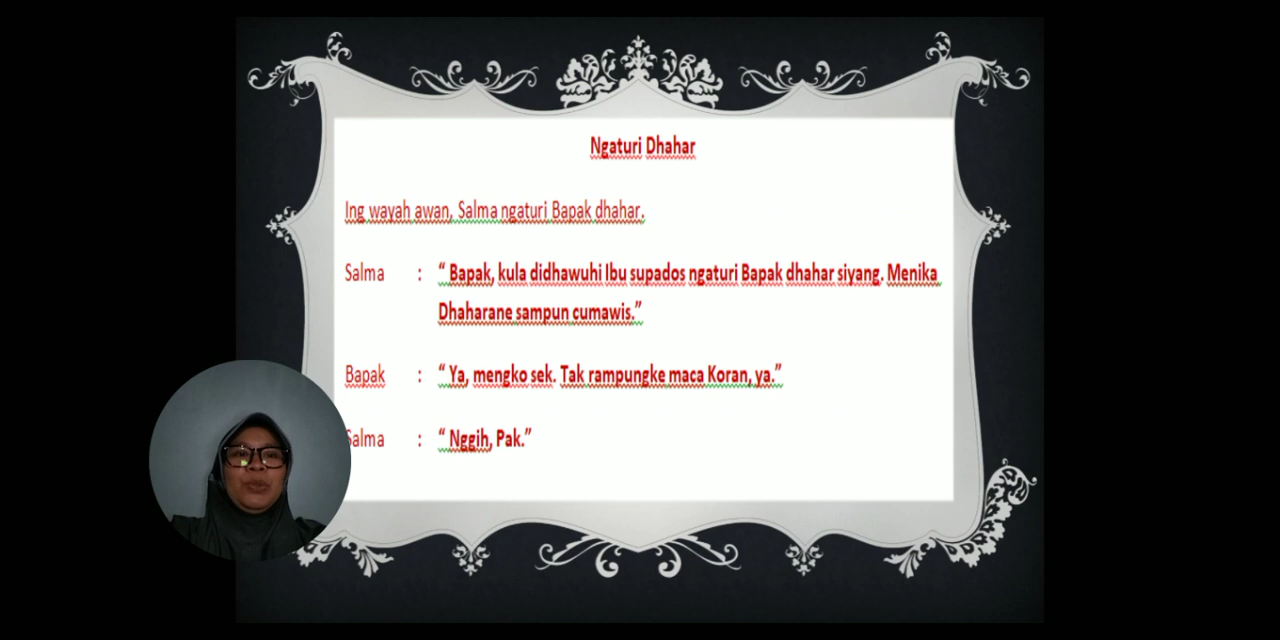 Ngaturi Dhahar
Ing wayah awan, Salma ngaturi Bapak dhahar.
Salma : “ Bapak, kula didhawuhi Ibu supados ngaturi Bapak dhahar siyang. Menika
Dhaharane sampun cumawis.”
Bapak : “ Ya, mengko sek. Tak rampungke maca Koran, ya.”
Salma : “ Nggih, Pak.”